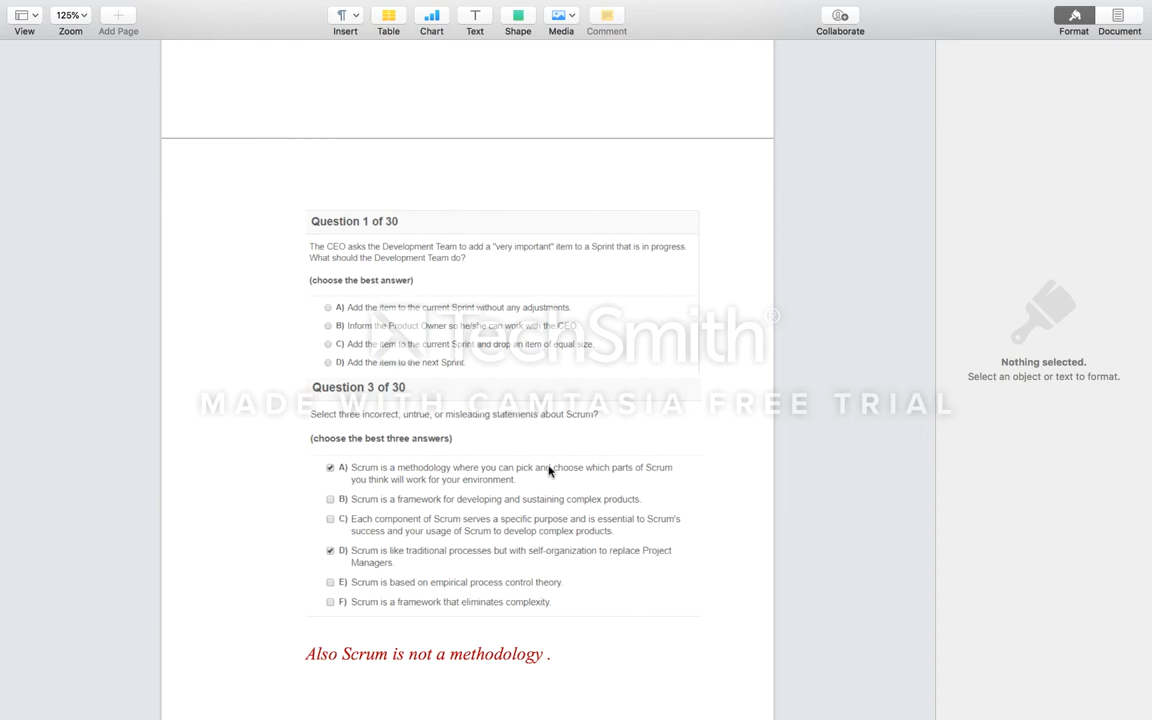 125%
View
Zoom
Add Page
Insert
Table
Chart
Text
Shape
Media
Comment
Collaborate
Format
Document
Question 1 of 30
The CEO asks the Development Team to add a "very important" item to a Sprint that is in progress.
What should the Development Team do?
(choose the best answer)
A) Add the item to the current Sprint without any adjustments.
B) Inform the Product Owner so he/she can work with the CEO
C) Add the item to the current Sprint and drop an item of equal size.
D) Add the item to the next Sprint.
TechSmith®
Question 3 of 30
MADE WITH CAMTASIA FREE TRIAL
Select three incorrect, untrue, or misleading statements about Scrum?
(choose the best three answers)
A) Scrum is a methodology where you can pick and choose which parts of Scrum
you think will work for your environment.
B) Scrum is a framework for developing and sustaining complex products.
C) Each component of Scrum serves a specific purpose and is essential to Scrum's
success and your usage of Scrum to develop complex products.
D) Scrum is like traditional processes but with self-organization to replace Project
Managers.
E) Scrum is based on empirical process control theory.
F) Scrum is a framework that eliminates complexity.
Also Scrum is not a methodology .
Nothing selected.
Select an object or text to format.